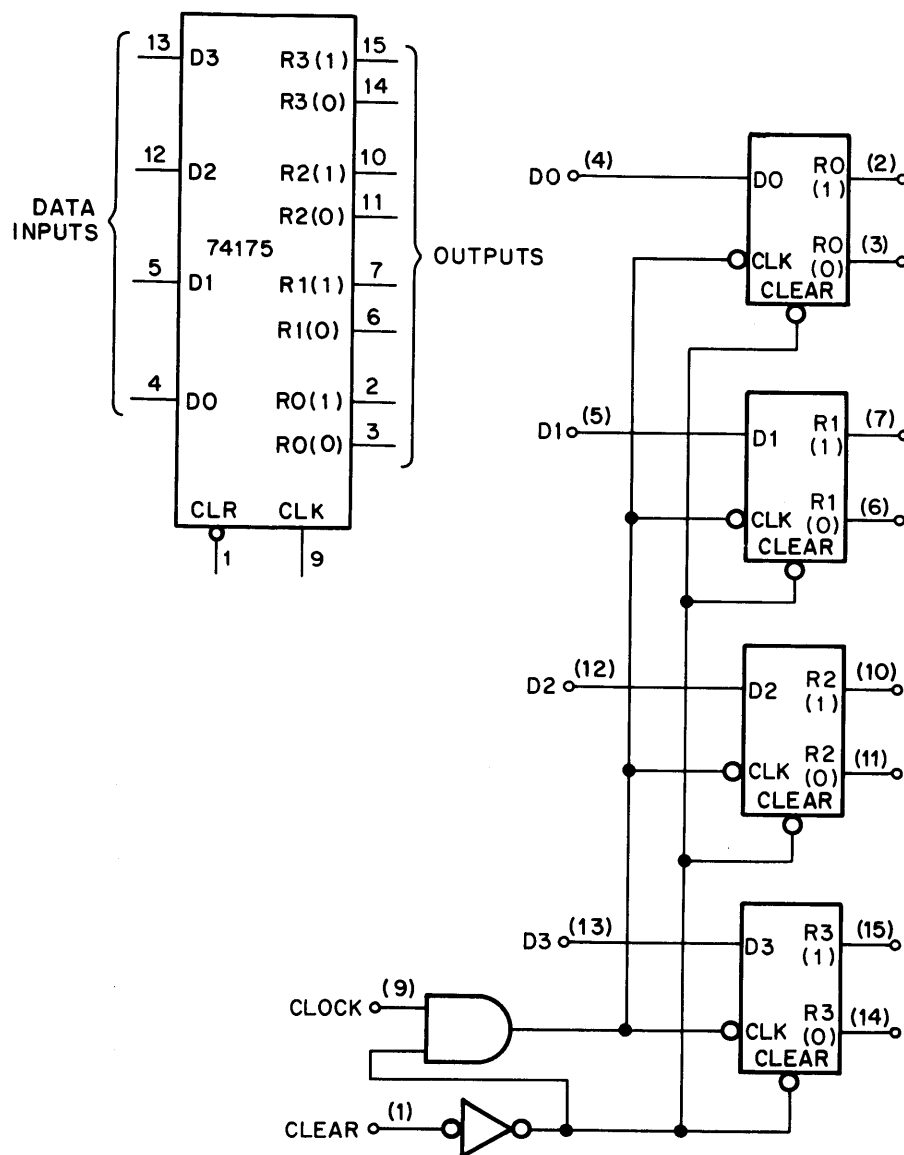 13
D3
R3(1)
15
R3(0)
14
12
D2
R2(1)
10
R2(0)
11
DATA
INPUTS
74175
OUTPUTS
5
D1
R1(1)
7
R1(0)
6
4
D0
R0(1)
2
R0(0)
3
CLR
CLK
1
9
D0
(4)
D0
R0
(1)
(2)
CLK
R0
(0)
(3)
CLEAR
D1
(5)
D1
R1
(1)
(7)
CLK
R1
(0)
(6)
CLEAR
D2
(12)
D2
R2
(1)
(10)
CLK
R2
(0)
(11)
CLEAR
D3
(13)
D3
R3
(1)
(15)
CLK
R3
(0)
(14)
CLEAR
CLOCK
(9)
CLEAR
(1)